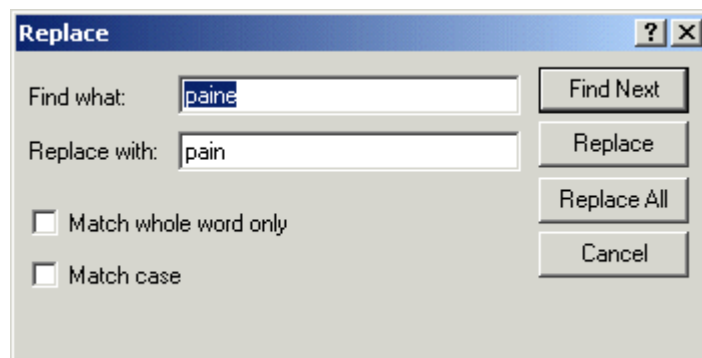 Replace
Find what: paine Find Next
Replace with: pain Replace
Replace All
Match whole word only
Cancel
Match case